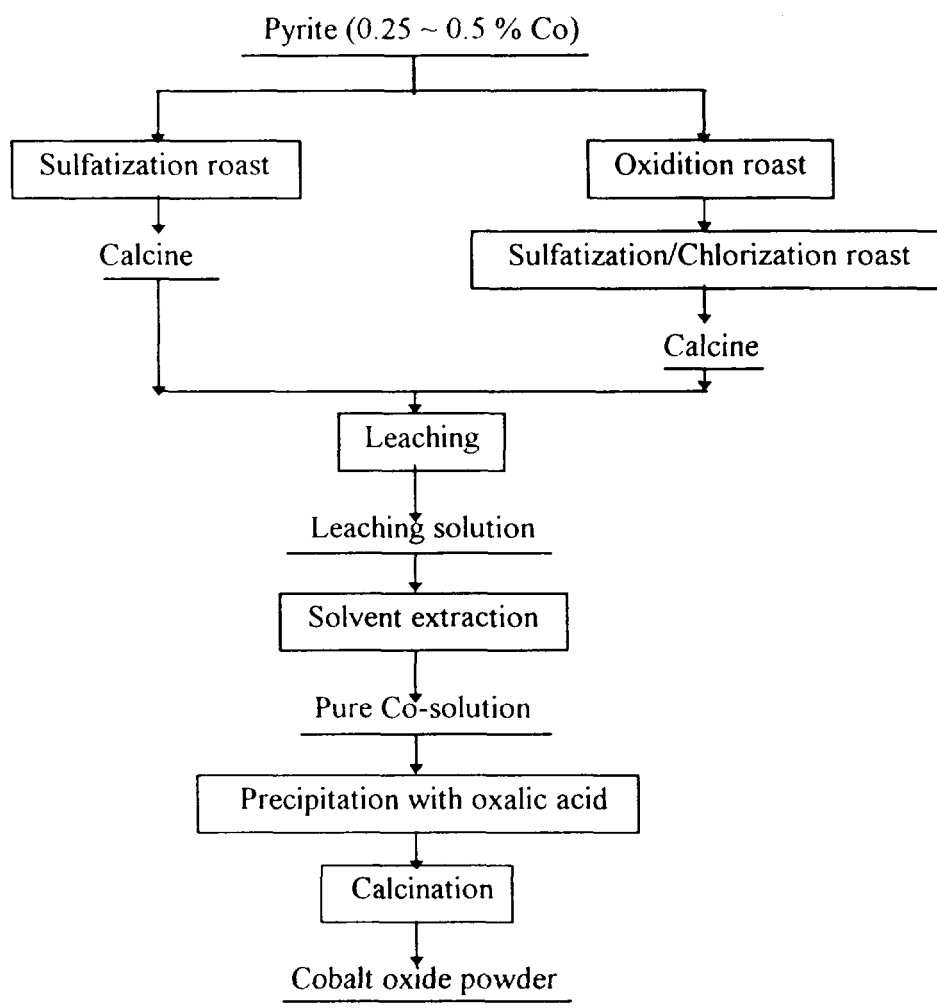 Pyrite (0.25 ~ 0.5 % Co)
Sulfatization roast
Oxidition roast
Calcine
Sulfatization/Chlorization roast
Calcine
Leaching
Leaching solution
Solvent extraction
Pure Co-solution
Precipitation with oxalic acid
Calcination
Cobalt oxide powder